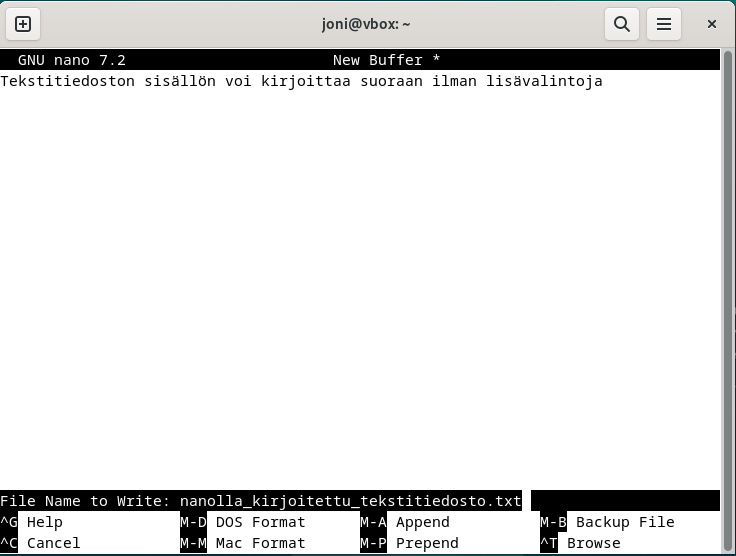 joni@vbox: ~
GNU nano 7.2 New Buffer *
Tekstitiedoston sisällön voi kirjoittaa suoraan ilman lisävalintoja
File Name to Write: nanolla_kirjoitettu_tekstitiedosto.txt
^G Help M-D DOS Format M-A Append M-B Backup File
^C Cancel M-M Mac Format M-P Prepend ^T Browse